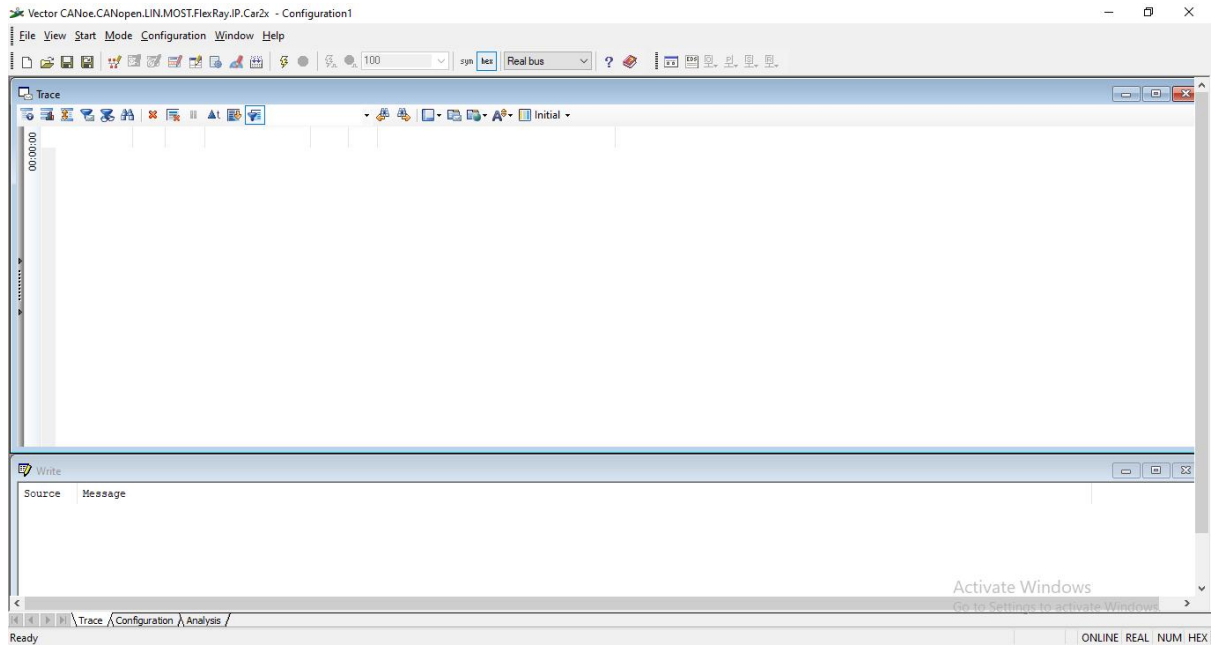 Vector CANoe.CANopen.LIN.MOST.FlexRay.IP.Car2x - Configuration1
File View Start Mode Configuration Window Help
100 sym hex Real bus ?
Trace
Δt Initial
00:00:00
Write
Source Message
Activate Windows
Go to Settings to activate Windows.
Trace Configuration Analysis
Ready ONLINE REAL NUM HEX